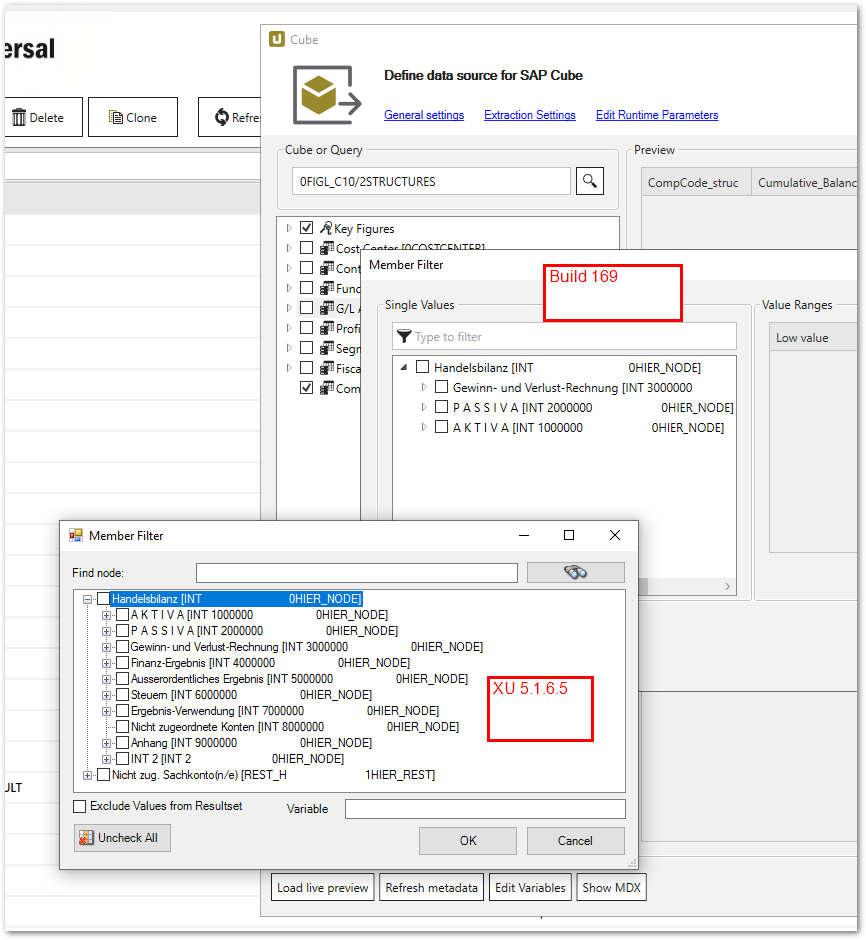 ersal
Delete
Clone
Refre
Cube
Define data source for SAP Cube
General settings
Extraction Settings
Edit Runtime Parameters
Cube or Query
0FIGL_C10/2STRUCTURES
Preview
CompCode_struc
Cumulative_Balanc
Key Figures
Cost Center [0COSTCENTER]
Cont
Func
G/L A
Profi
Segn
Fisca
Com
Member Filter
Build 169
Single Values
Type to filter
Handelsbilanz [INT 0HIER_NODE]
Gewinn- und Verlust-Rechnung [INT 3000000
P A S S I V A [INT 2000000 0HIER_NODE]
A K T I V A [INT 1000000 0HIER_NODE]
Value Ranges
Low value
Member Filter
Find node:
Handelsbilanz [INT 0HIER_NODE]
A K T I V A [INT 1000000 0HIER_NODE]
P A S S I V A [INT 2000000 0HIER_NODE]
Gewinn- und Verlust-Rechnung [INT 3000000 0HIER_NODE]
Finanz-Ergebnis [INT 4000000 0HIER_NODE]
Ausserordentliches Ergebnis [INT 5000000 0HIER_NODE]
Steuern [INT 6000000 0HIER_NODE]
Ergebnis-Verwendung [INT 7000000 0HIER_NODE]
Nicht zugeordnete Konten [INT 8000000 0HIER_NODE]
Anhang [INT 9000000 0HIER_NODE]
INT 2 [INT 2 0HIER_NODE]
Nicht zug. Sachkonto(n/e) [REST_H 1HIER_REST]
XU 5.1.6.5
Exclude Values from Resultset
Variable
Uncheck All
OK
Cancel
ULT
Load live preview
Refresh metadata
Edit Variables
Show MDX